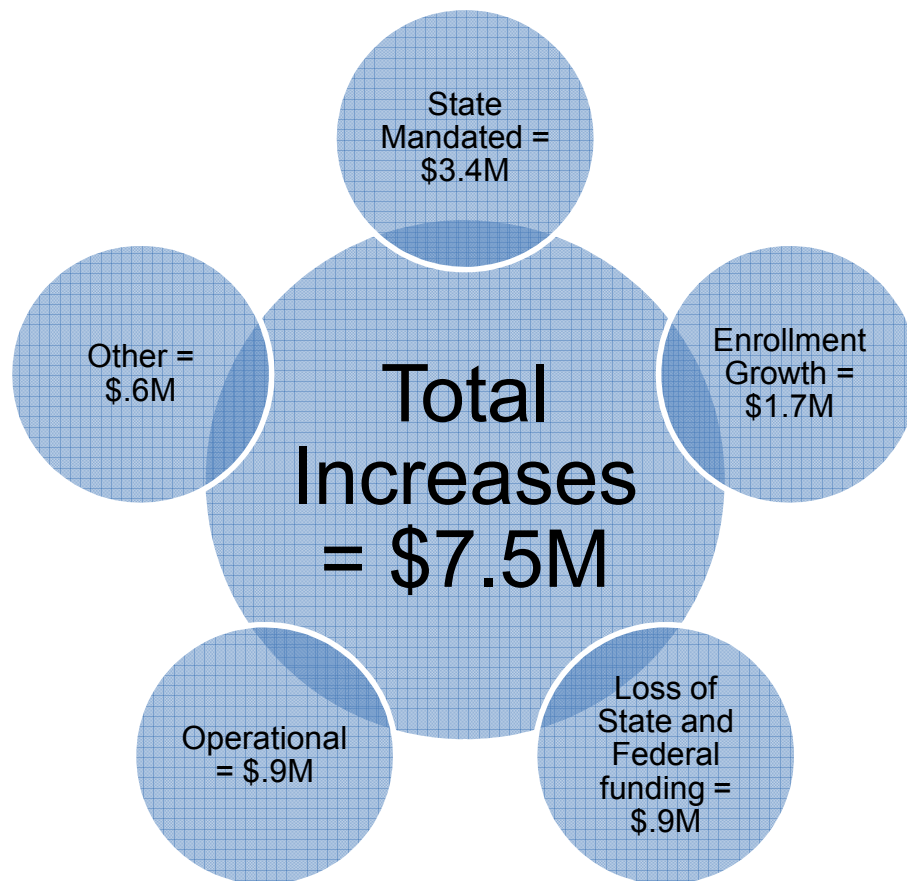 State
Mandated =
$3.4M
Enrollment
Growth =
$1.7M
Loss of
State and
Federal
funding =
$.9M
Operational
= $.9M
Other =
$.6M
Total
Increases
= $7.5M